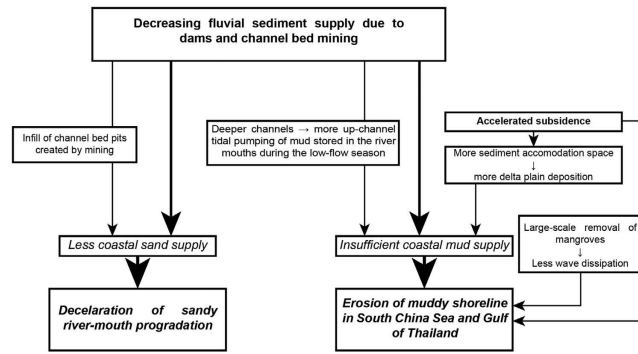 Decreasing fluvial sediment supply due to
dams and channel bed mining
Infill of channel bed pits
created by mining
Deeper channels → more up-channel
tidal pumping of mud stored in the river
mouths during the low-flow season
Accelerated subsidence
More sediment accomodation space
↓
more delta plain deposition
Less coastal sand supply
Insufficient coastal mud supply
Large-scale removal of
mangroves
↓
Less wave dissipation
Decelaration of sandy
river-mouth progradation
Erosion of muddy shoreline
in South China Sea and Gulf
of Thailand